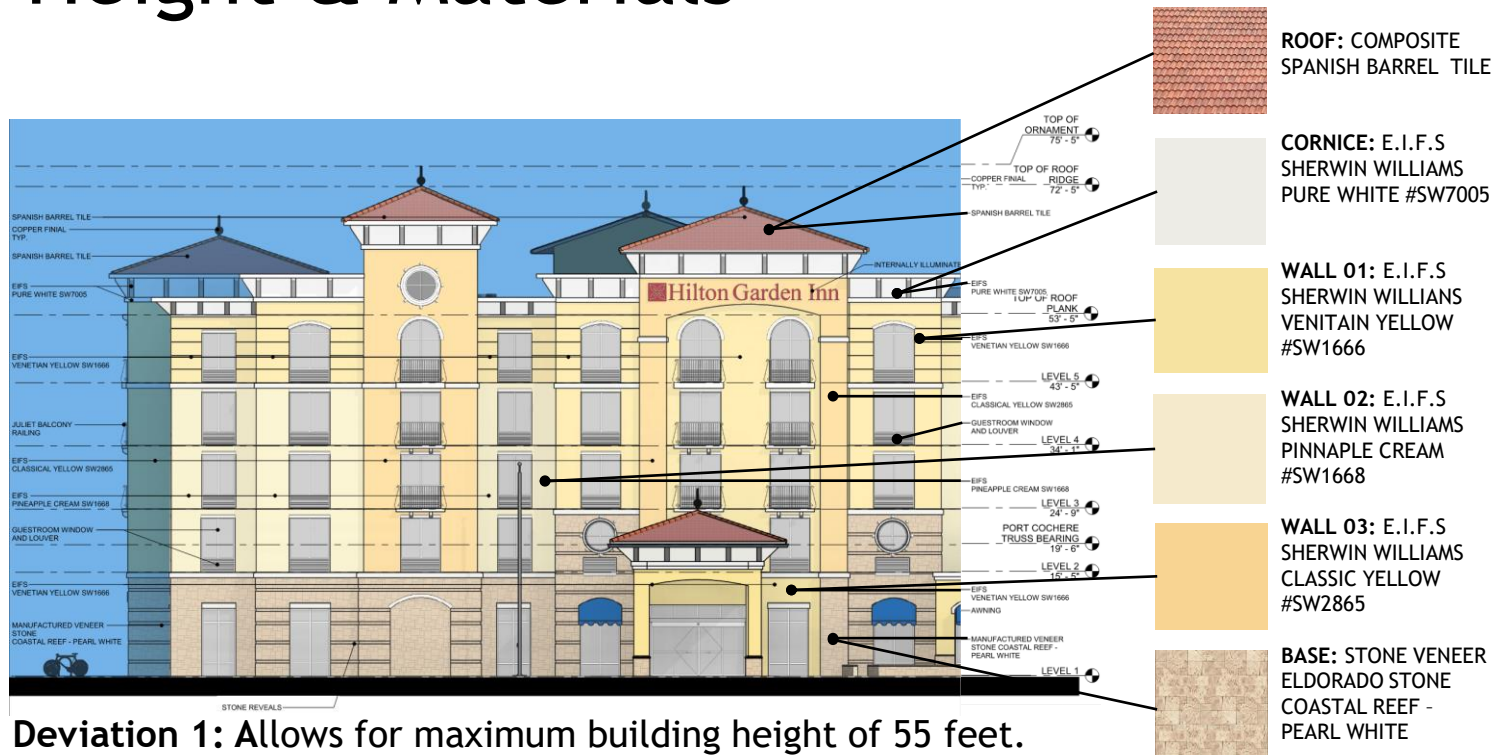 Height & Materials
SPANISH BARREL TILE
COPPER FINIAL
TYP.
SPANISH BARREL TILE
EIFS
PURE WHITE SW7005
EIFS
VENETIAN YELLOW SW1666
JULIET BALCONY
RAILING
EIFS
CLASSICAL YELLOW SW2865
EIFS
PINEAPPLE CREAM SW1668
GUESTROOM WINDOW
AND LOUVER
EIFS
VENETIAN YELLOW SW1666
MANUFACTURED VENEER
STONE
COASTAL REEF - PEARL WHITE
STONE REVEALS
Hilton Garden Inn
INTERNALLY ILLUMINATE
TOP OF
ORNAMENT
75' - 5"
TOP OF ROOF
RIDGE
72' - 5"
COPPER FINIAL
TYP.
SPANISH BARREL TILE
EIFS
PURE WHITE SW7005
TOP OF ROOF
PLANK
53' - 5"
EIFS
VENETIAN YELLOW SW1666
LEVEL 5
43' - 5"
EIFS
CLASSICAL YELLOW SW2865
GUESTROOM WINDOW
AND LOUVER
LEVEL 4
34' - 1"
EIFS
PINEAPPLE CREAM SW1668
LEVEL 3
24' - 9"
PORT COCHERE
TRUSS BEARING
19' - 6"
LEVEL 2
15' - 5"
EIFS
VENETIAN YELLOW SW1666
AWNING
MANUFACTURED VENEER
STONE COASTAL REEF -
PEARL WHITE
LEVEL 1
ROOF: COMPOSITE
SPANISH BARREL TILE
CORNICE: E.I.F.S
SHERWIN WILLIAMS
PURE WHITE #SW7005
WALL 01: E.I.F.S
SHERWIN WILLIANS
VENITAIN YELLOW
#SW1666
WALL 02: E.I.F.S
SHERWIN WILLIAMS
PINNAPLE CREAM
#SW1668
WALL 03: E.I.F.S
SHERWIN WILLIAMS
CLASSIC YELLOW
#SW2865
BASE: STONE VENEER
ELDORADO STONE
COASTAL REEF –
PEARL WHITE
Deviation 1: Allows for maximum building height of 55 feet.